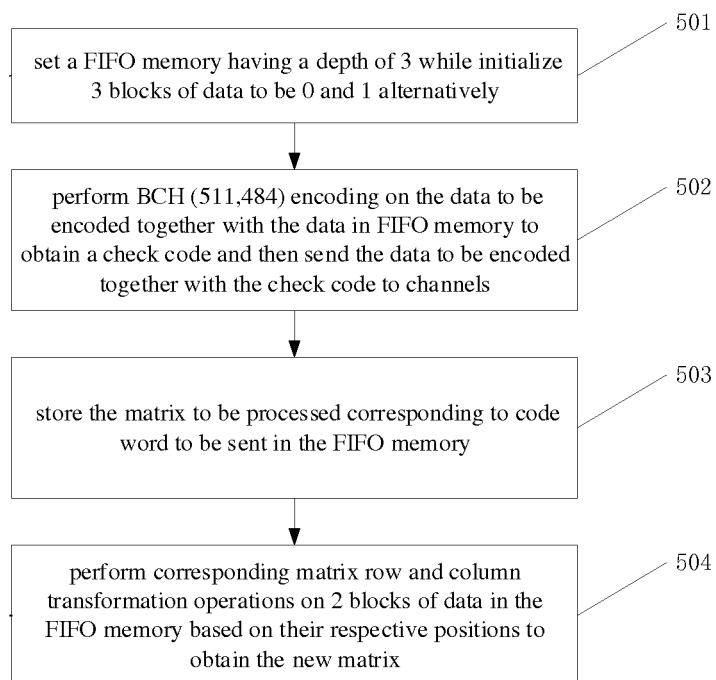 501
set a FIFO memory having a depth of 3 while initialize
3 blocks of data to be 0 and 1 alternatively
502
perform BCH (511,484) encoding on the data to be
encoded together with the data in FIFO memory to
obtain a check code and then send the data to be encoded
together with the check code to channels
503
store the matrix to be processed corresponding to code
word to be sent in the FIFO memory
504
perform corresponding matrix row and column
transformation operations on 2 blocks of data in the
FIFO memory based on their respective positions to
obtain the new matrix